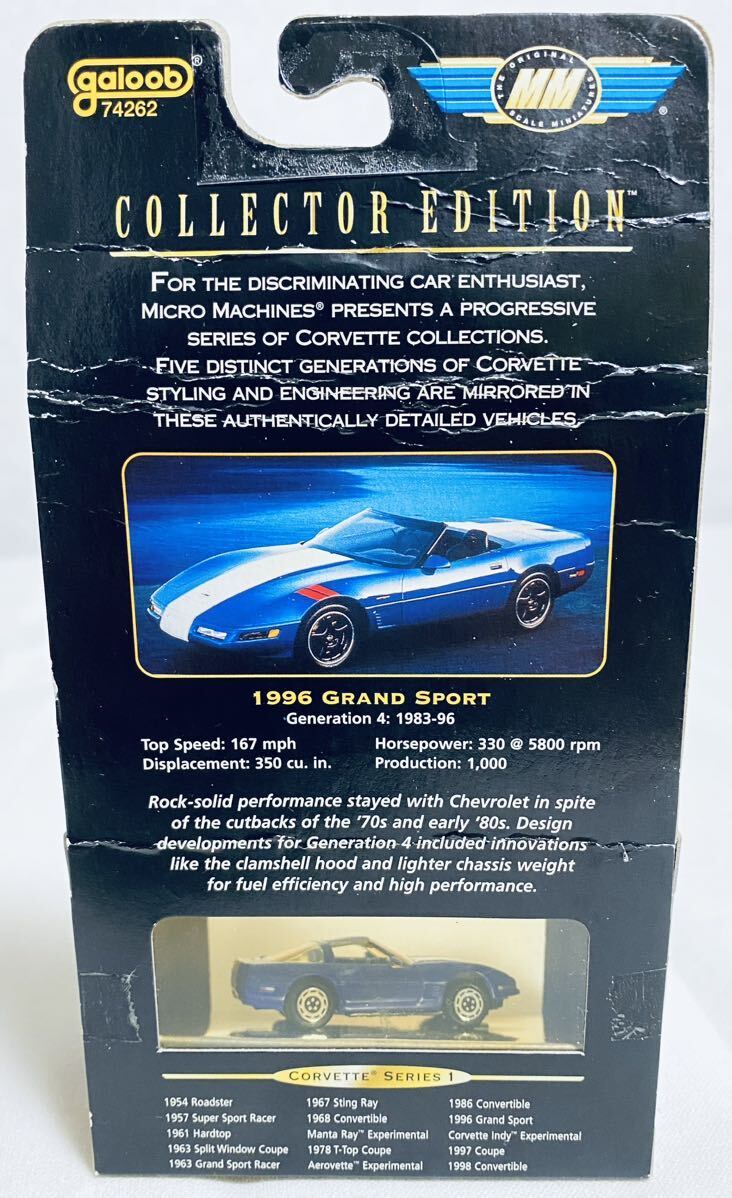 galoob®
74262
THE ORIGINAL
MM
SCALE MINIATURES
®
COLLECTOR EDITION™
FOR THE DISCRIMINATING CAR ENTHUSIAST,
MICRO MACHINES® PRESENTS A PROGRESSIVE
SERIES OF CORVETTE COLLECTIONS.
FIVE DISTINCT GENERATIONS OF CORVETTE
STYLING AND ENGINEERING ARE MIRRORED IN
THESE AUTHENTICALLY DETAILED VEHICLES.
1996 GRAND SPORT
Generation 4: 1983-96
Top Speed: 167 mph Horsepower: 330 @ 5800 rpm
Displacement: 350 cu. in. Production: 1,000
Rock-solid performance stayed with Chevrolet in spite
of the cutbacks of the '70s and early '80s. Design
developments for Generation 4 included innovations
like the clamshell hood and lighter chassis weight
for fuel efficiency and high performance.
CORVETTE® SERIES 1
1954 Roadster
1957 Super Sport Racer
1961 Hardtop
1963 Split Window Coupe
1963 Grand Sport Racer
1967 Sting Ray
1968 Convertible
Manta Ray™ Experimental
1978 T-Top Coupe
Aerovette™ Experimental
1986 Convertible
1996 Grand Sport
Corvette Indy™ Experimental
1997 Coupe
1998 Convertible